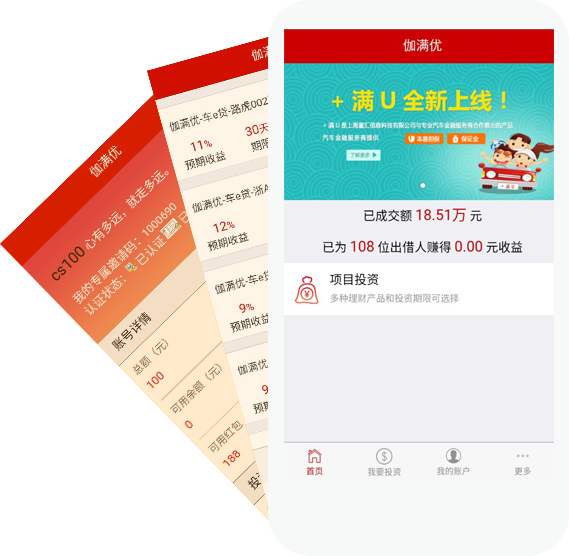 伽满优
cs100 心有多远，就走多远。
我的专属邀请码：1000690
认证状态： 已认证 已
账号详情
总额（元）
100
可用余额（元）
0
可用红包
188
伽满
伽满优-车e贷-路虎002
11%
预期收益
30天
期限
伽满优-车e贷-浙A
12%
预期收益
伽满优-车e贷
9%
预期收益
伽满优
9
预期
伽满优
+ 满 U 全新上线！
+ 满 U 是上海童汇信息科技有限公司与专业汽车金融服务商合作推出的产品
汽车金融服务商提供 本息担保 保证金
了解更多
已成交额 18.51万 元
已为 108 位出借人赚得 0.00 元收益
项目投资
多种理财产品和投资期限可选择
首页 我要投资 我的账户 更多